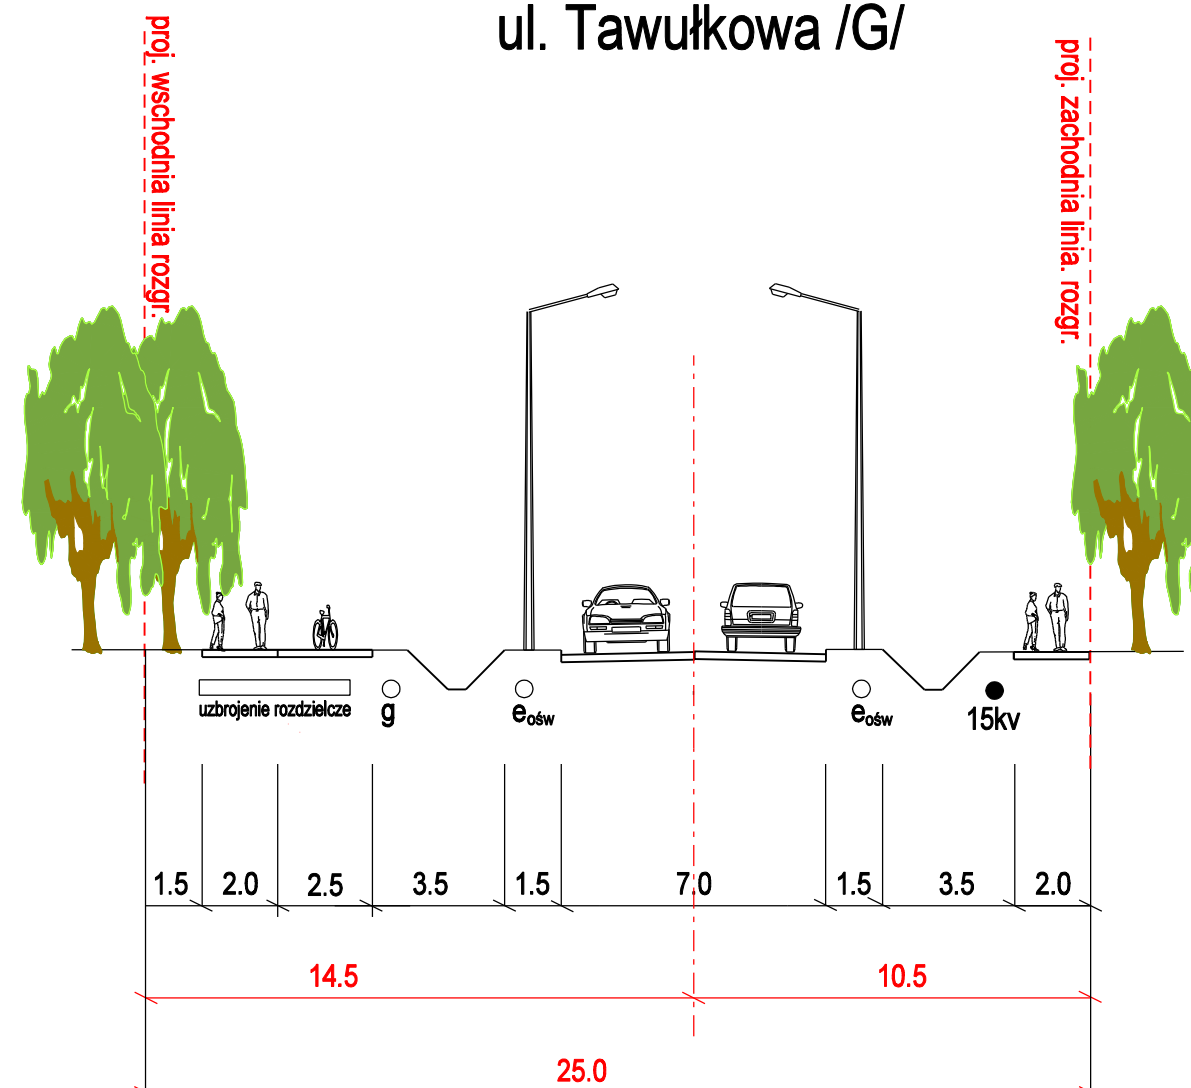 ul. Tawułkowa /G/
proj. wschodnia linia rozgr.
proj. zachodnia linia. rozgr.
uzbrojenie rozdzielcze
g
eośw
eośw
15kv
1.5 2.0 2.5 3.5 1.5 7.0 1.5 3.5 2.0
14.5 10.5
25.0